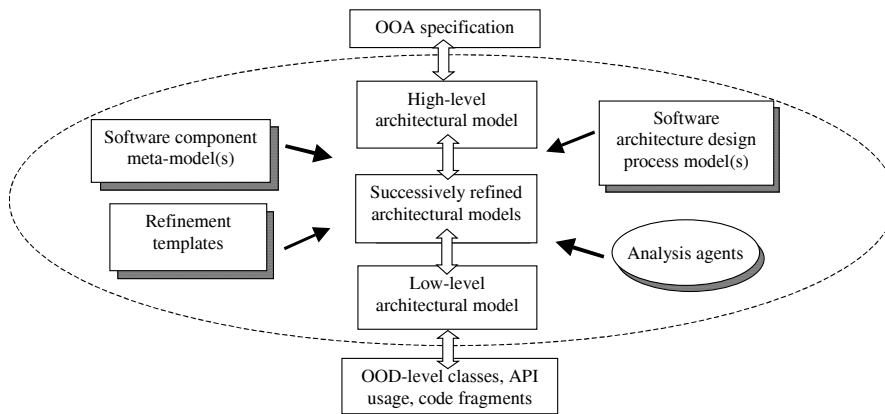 OOA specification
High-level
architectural model
Software component
meta-model(s)
Software
architecture design
process model(s)
Successively refined
architectural models
Refinement
templates
Analysis agents
Low-level
architectural model
OOD-level classes, API
usage, code fragments